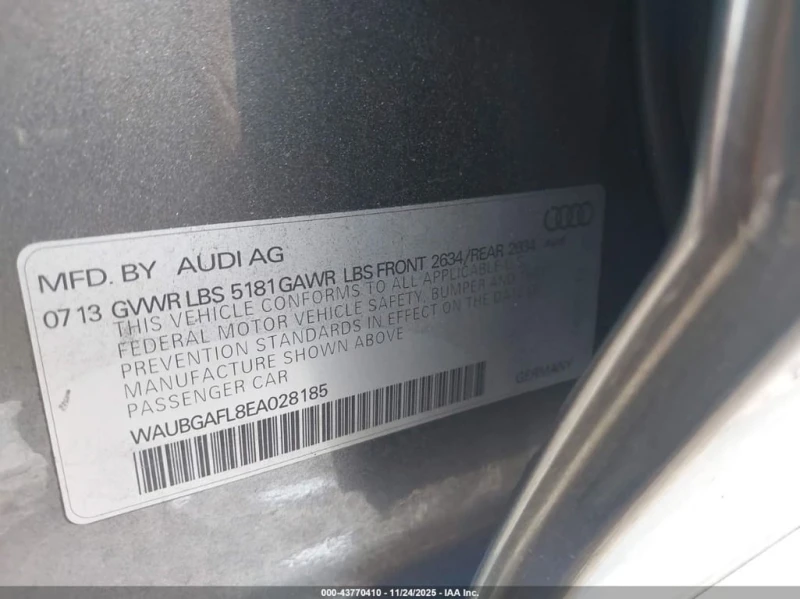 MFD. BY AUDI AG
07 13 GVWR LBS 5181 GAWR LBS FRONT 2634/REAR 2634
THIS VEHICLE CONFORMS TO ALL APPLICABLE
FEDERAL MOTOR VEHICLE SAFETY, BUMPER AND
PREVENTION STANDARDS IN EFFECT ON THE DATE OF
MANUFACTURE SHOWN ABOVE
PASSENGER CAR
GERMANY
WAUBGAFL8EA028185
000-43770410 - 11/24/2025 - IAA Inc.